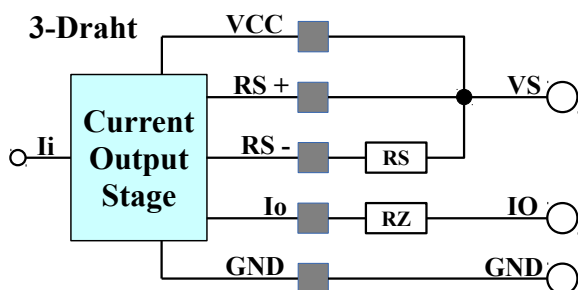 3-Draht
VCC
RS + VS
Current
Output
Stage
Ii
RS -
RS
Io
RZ
IO
GND
GND